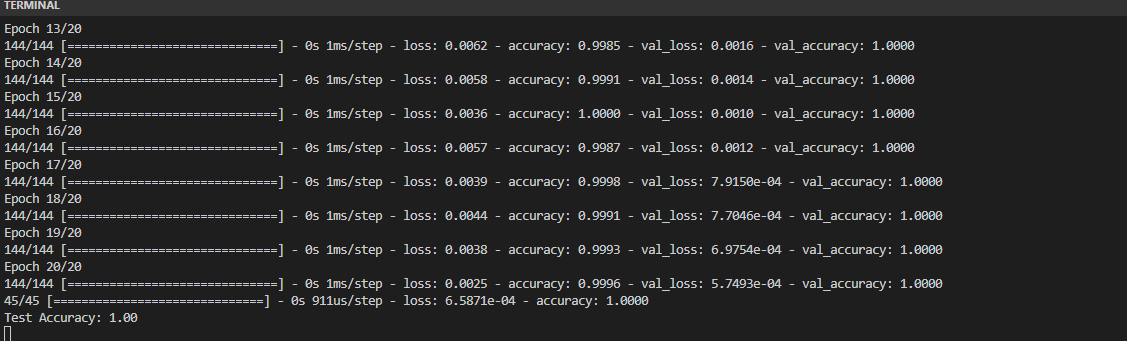 TERMINAL
Epoch 13/20
144/144 [==============================] - 0s 1ms/step - loss: 0.0062 - accuracy: 0.9985 - val_loss: 0.0016 - val_accuracy: 1.0000
Epoch 14/20
144/144 [==============================] - 0s 1ms/step - loss: 0.0058 - accuracy: 0.9991 - val_loss: 0.0014 - val_accuracy: 1.0000
Epoch 15/20
144/144 [==============================] - 0s 1ms/step - loss: 0.0036 - accuracy: 1.0000 - val_loss: 0.0010 - val_accuracy: 1.0000
Epoch 16/20
144/144 [==============================] - 0s 1ms/step - loss: 0.0057 - accuracy: 0.9987 - val_loss: 0.0012 - val_accuracy: 1.0000
Epoch 17/20
144/144 [==============================] - 0s 1ms/step - loss: 0.0039 - accuracy: 0.9998 - val_loss: 7.9150e-04 - val_accuracy: 1.0000
Epoch 18/20
144/144 [==============================] - 0s 1ms/step - loss: 0.0044 - accuracy: 0.9991 - val_loss: 7.7046e-04 - val_accuracy: 1.0000
Epoch 19/20
144/144 [==============================] - 0s 1ms/step - loss: 0.0038 - accuracy: 0.9993 - val_loss: 6.9754e-04 - val_accuracy: 1.0000
Epoch 20/20
144/144 [==============================] - 0s 1ms/step - loss: 0.0025 - accuracy: 0.9996 - val_loss: 5.7493e-04 - val_accuracy: 1.0000
45/45 [==============================] - 0s 911us/step - loss: 6.5871e-04 - accuracy: 1.0000
Test Accuracy: 1.00